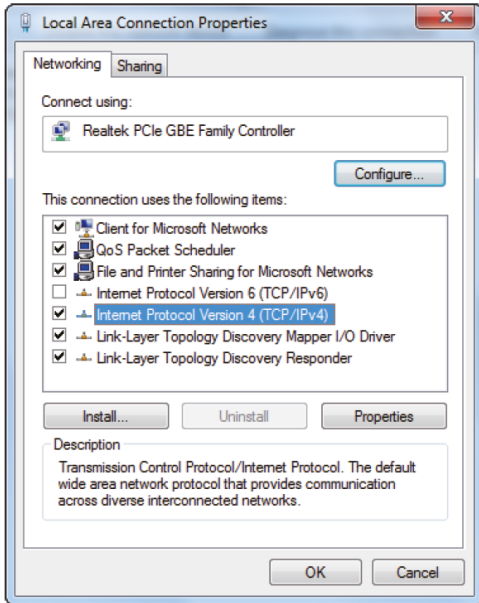 Local Area Connection Properties
Networking
Sharing
Connect using:
Realtek PCIe GBE Family Controller
Configure...
This connection uses the following items:
Client for Microsoft Networks
QoS Packet Scheduler
File and Printer Sharing for Microsoft Networks
Internet Protocol Version 6 (TCP/IPv6)
Internet Protocol Version 4 (TCP/IPv4)
Link-Layer Topology Discovery Mapper I/O Driver
Link-Layer Topology Discovery Responder
Install...
Uninstall
Properties
Description
Transmission Control Protocol/Internet Protocol. The default
wide area network protocol that provides communication
across diverse interconnected networks.
OK
Cancel